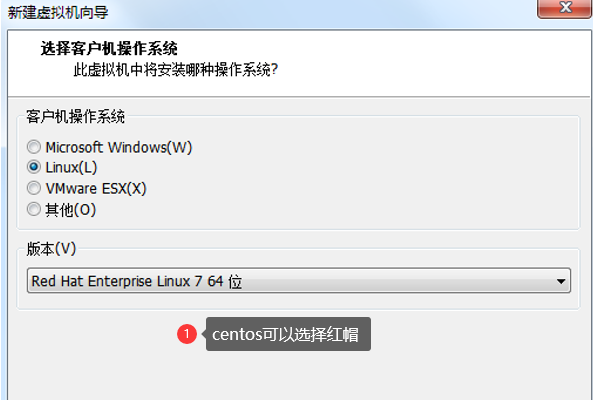 新建虚拟机向导
选择客户机操作系统
此虚拟机中将安装哪种操作系统?
客户机操作系统
Microsoft Windows(W)
Linux(L)
VMware ESX(X)
其他(O)
版本(V)
Red Hat Enterprise Linux 7 64 位
1 centos可以选择红帽